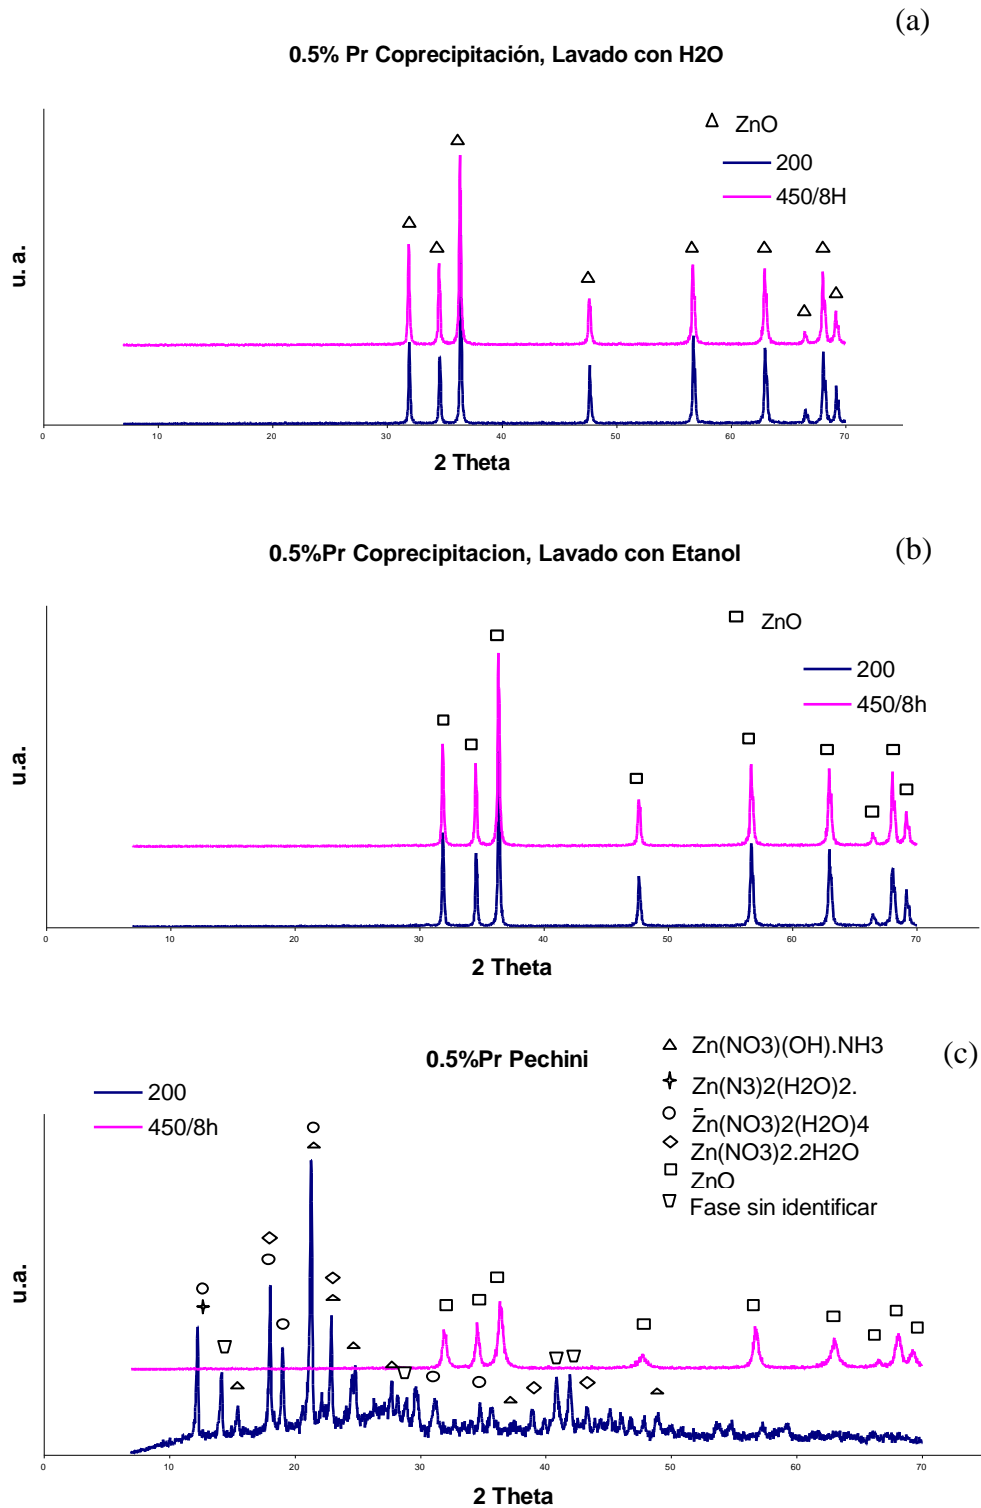 (a)
0.5% Pr Coprecipitación, Lavado con H2O
ZnO
200
450/8H
u. a.
0 10 20 30 40 50 60 70
2 Theta
(b)
0.5%Pr Coprecipitacion, Lavado con Etanol
ZnO
200
450/8h
u.a.
0 10 20 30 40 50 60 70
2 Theta
(c)
0.5%Pr Pechini
200
450/8h
Zn(NO3)(OH).NH3
Zn(N3)2(H2O)2.
Zn(NO3)2(H2O)4
Zn(NO3)2.2H2O
ZnO
Fase sin identificar
u.a.
0 10 20 30 40 50 60 70
2 Theta